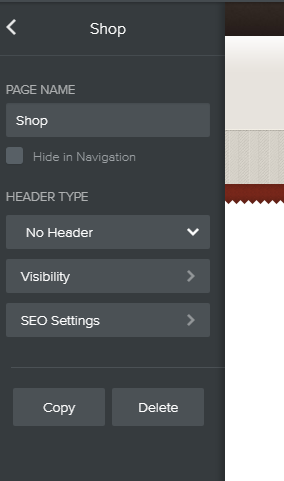 Shop
PAGE NAME
Shop
Hide in Navigation
HEADER TYPE
No Header
Visibility
SEO Settings
Copy Delete